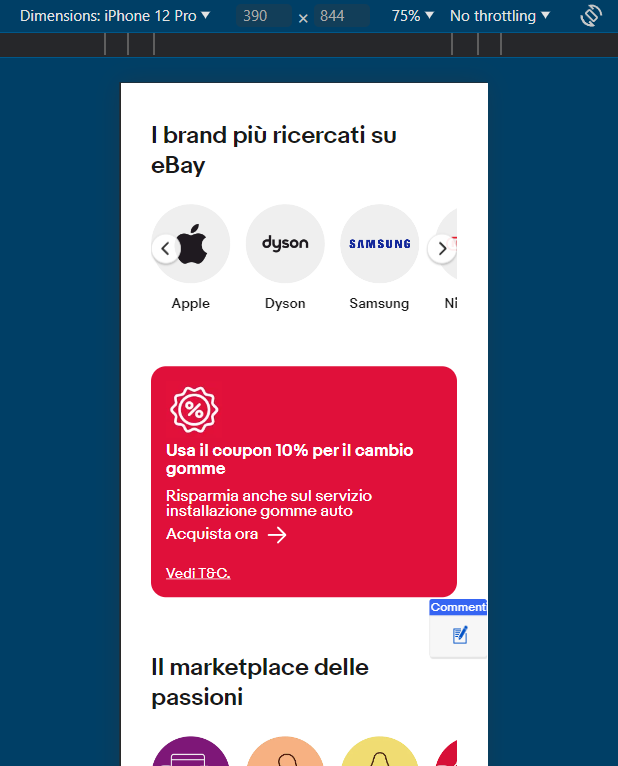 Dimensions: iPhone 12 Pro 390 × 844 75% No throttling
I brand più ricercati su
eBay
dyson SAMSUNG
Apple Dyson Samsung Ni
%
Usa il coupon 10% per il cambio
gomme
Risparmia anche sul servizio
installazione gomme auto
Acquista ora
Vedi T&C.
Comment
Il marketplace delle
passioni